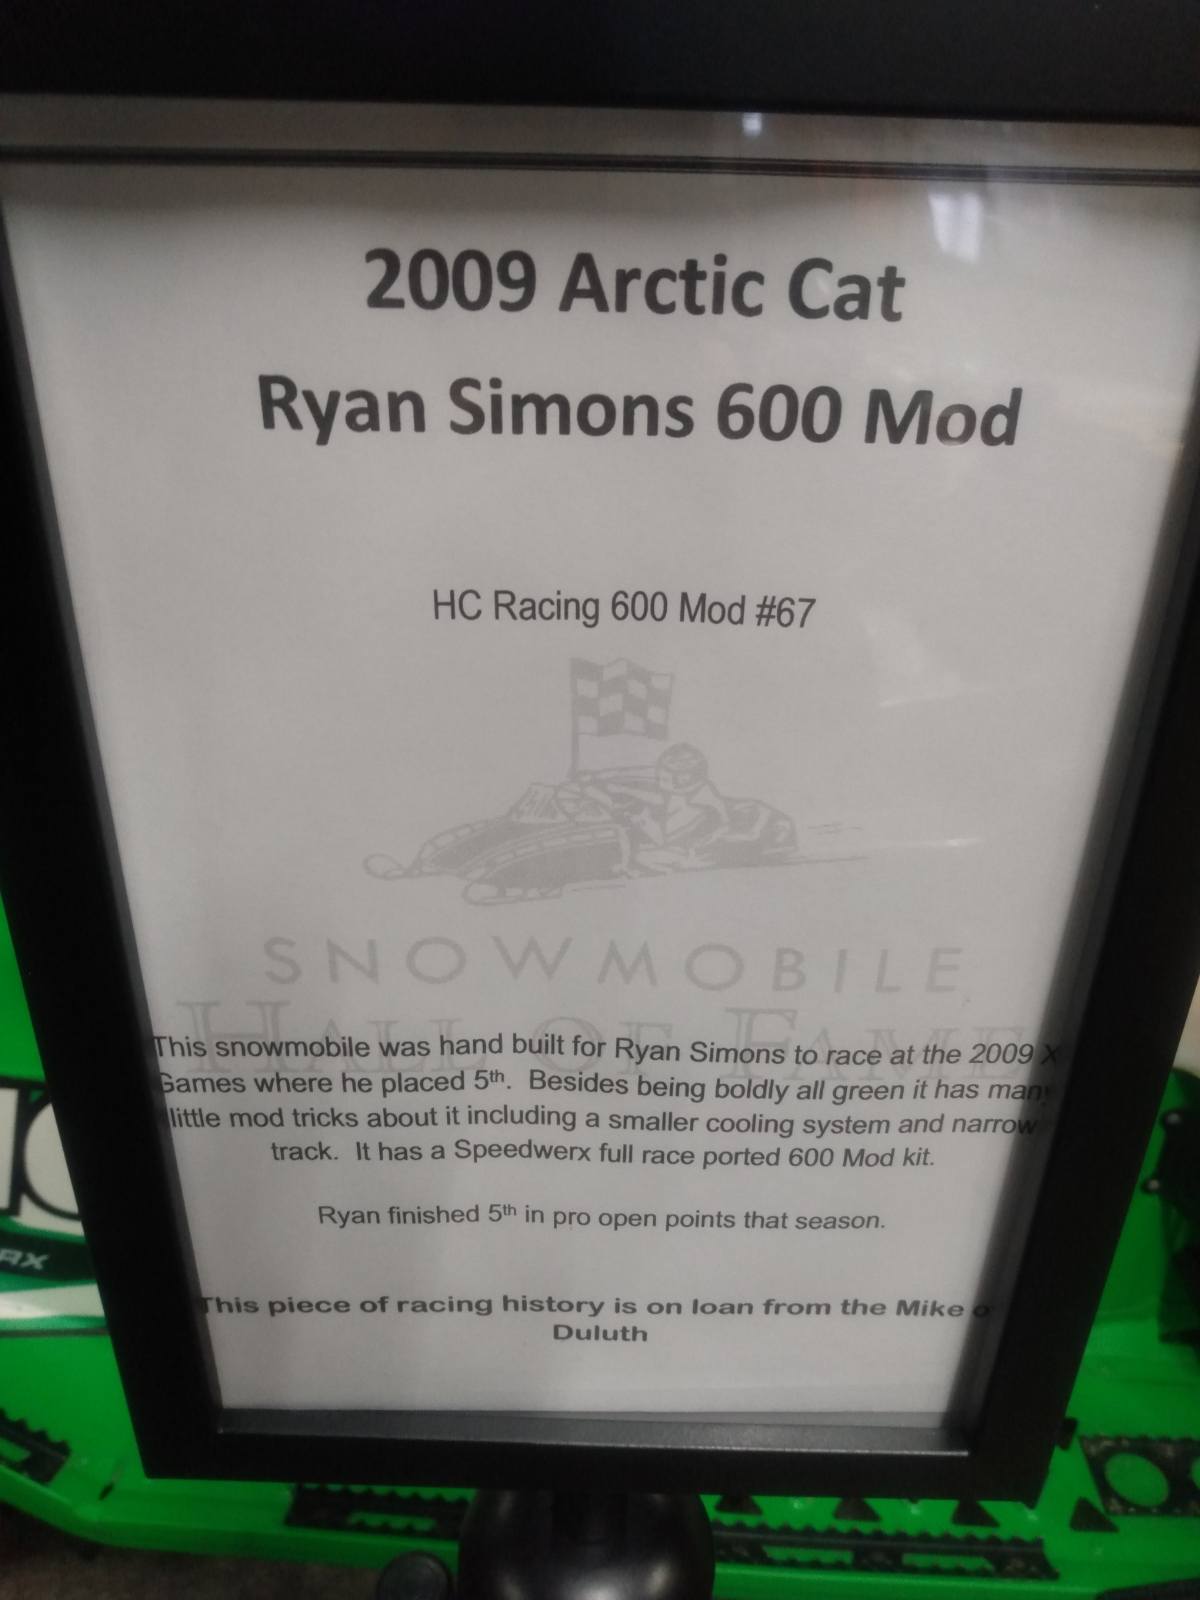 2009 Arctic Cat
Ryan Simons 600 Mod
HC Racing 600 Mod #67
SNOWMOBILE
HALL OF FAME
This snowmobile was hand built for Ryan Simons to race at the 2009 X
Games where he placed 5th. Besides being boldly all green it has many
little mod tricks about it including a smaller cooling system and narrow
track. It has a Speedwerx full race ported 600 Mod kit.
Ryan finished 5th in pro open points that season.
This piece of racing history is on loan from the Mike
Duluth